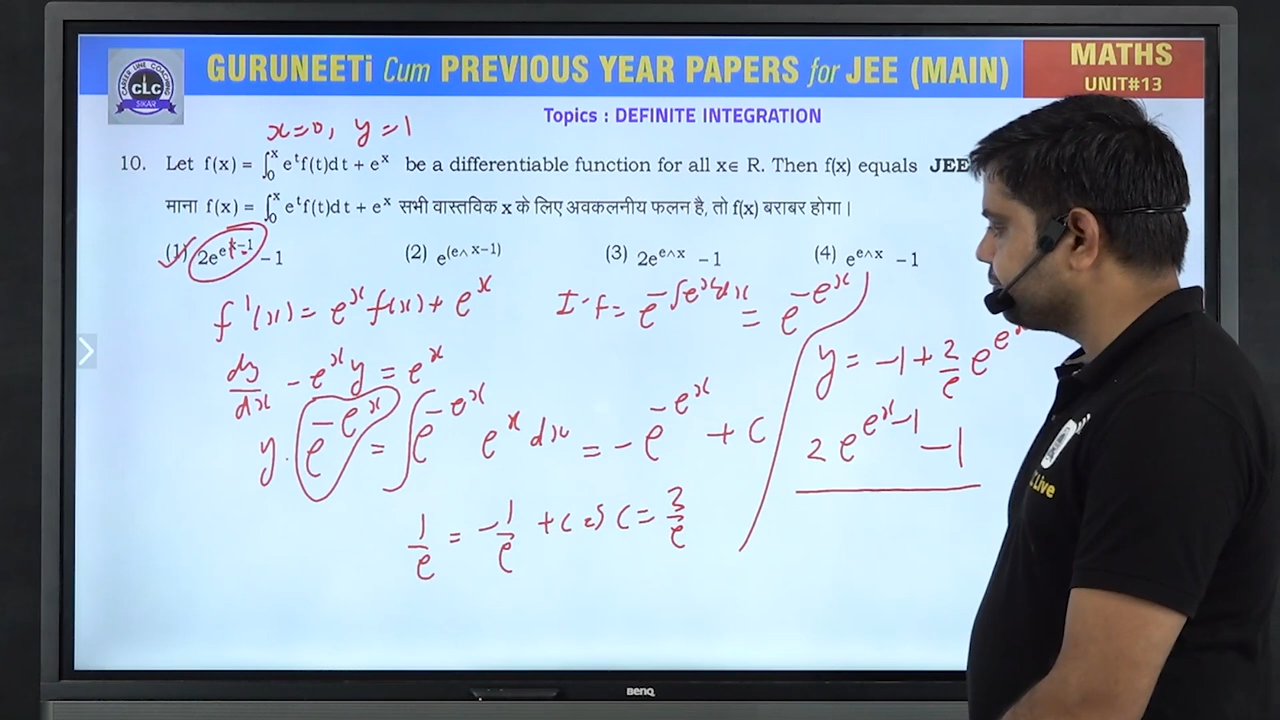 GURUNEETi Cum PREVIOUS YEAR PAPERS for JEE (MAIN)
MATHS
UNIT#13
CAREER LINE COACHING
CLC
SIKAR
Topics : DEFINITE INTEGRATION
x=0, y=1
10. Let f(x) = ∫₀ˣ eᵗf(t)dt + eˣ be a differentiable function for all x∈ R. Then f(x) equals JEE
माना f(x) = ∫₀ˣ eᵗf(t)dt + eˣ सभी वास्तविक x के लिए अवकलनीय फलन है, तो f(x) बराबर होगा।
(1) 2e^(e^x-1) -1 (2) e^(e∧ x-1) (3) 2e^(e∧x) -1 (4) e^(e∧x) -1
f'(x) = eˣ f(x) + eˣ
I·f = e^(-∫eˣdx) = e^(-eˣ)
dy/dx - eˣy = eˣ
y = -1 + 2/e e^(eˣ)
y. e^(-eˣ) = ∫e^(-eˣ) eˣ dx = -e^(-eˣ) + C
2e^(eˣ-1) -1
1/e = -1/e + C ⇒ C = 2/e
Live
BENQ